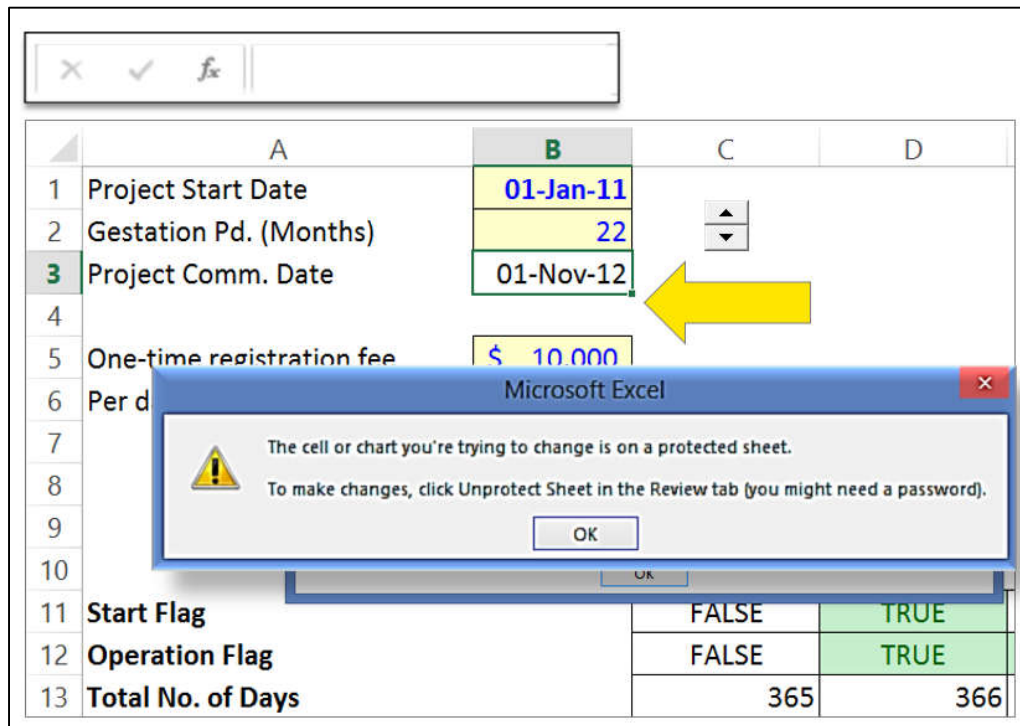 fx
A B C D
1 Project Start Date 01-Jan-11
2 Gestation Pd. (Months) 22
3 Project Comm. Date 01-Nov-12
4
5 One-time registration fee $ 10,000
6 Per d
Microsoft Excel
7
The cell or chart you're trying to change is on a protected sheet.
8
To make changes, click Unprotect Sheet in the Review tab (you might need a password).
9
OK
10
OK
11 Start Flag FALSE TRUE
12 Operation Flag FALSE TRUE
13 Total No. of Days 365 366